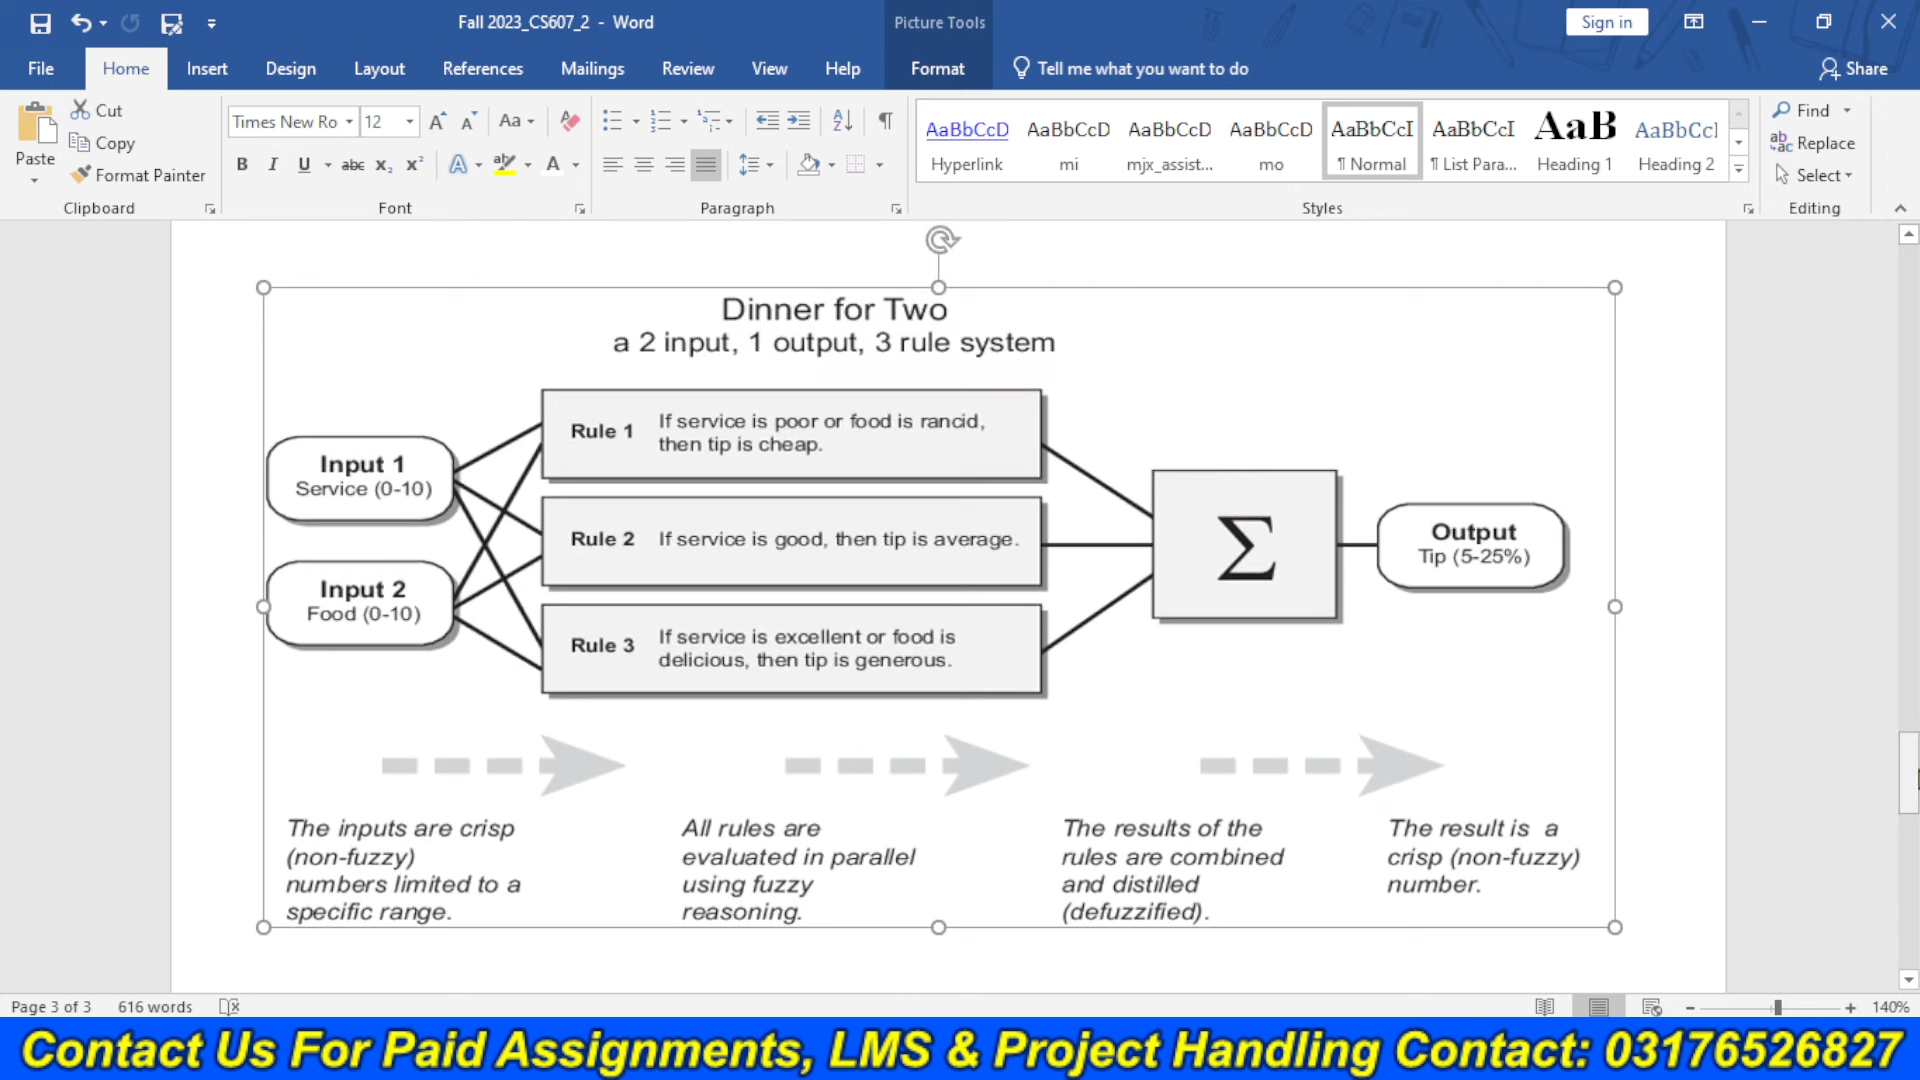 Fall 2023_CS607_2 - Word
Picture Tools
Sign in
File
Home
Insert
Design
Layout
References
Mailings
Review
View
Help
Format
Tell me what you want to do
Share
Paste
Cut
Copy
Format Painter
Clipboard
Times New Ro
12
Font
Paragraph
AaBbCcD
Hyperlink
AaBbCcD
mi
AaBbCcD
mjx_assist...
AaBbCcD
mo
AaBbCcI
¶ Normal
AaBbCcI
¶ List Para...
AaB
Heading 1
AaBbCcl
Heading 2
Styles
Find
Replace
Select
Editing
Dinner for Two
a 2 input, 1 output, 3 rule system
Input 1
Service (0-10)
Input 2
Food (0-10)
Rule 1
If service is poor or food is rancid,
then tip is cheap.
Rule 2
If service is good, then tip is average.
Rule 3
If service is excellent or food is
delicious, then tip is generous.
Σ
Output
Tip (5-25%)
The inputs are crisp
(non-fuzzy)
numbers limited to a
specific range.
All rules are
evaluated in parallel
using fuzzy
reasoning.
The results of the
rules are combined
and distilled
(defuzzified).
The result is a
crisp (non-fuzzy)
number.
Page 3 of 3
616 words
140%
Contact Us For Paid Assignments, LMS & Project Handling Contact: 03176526827